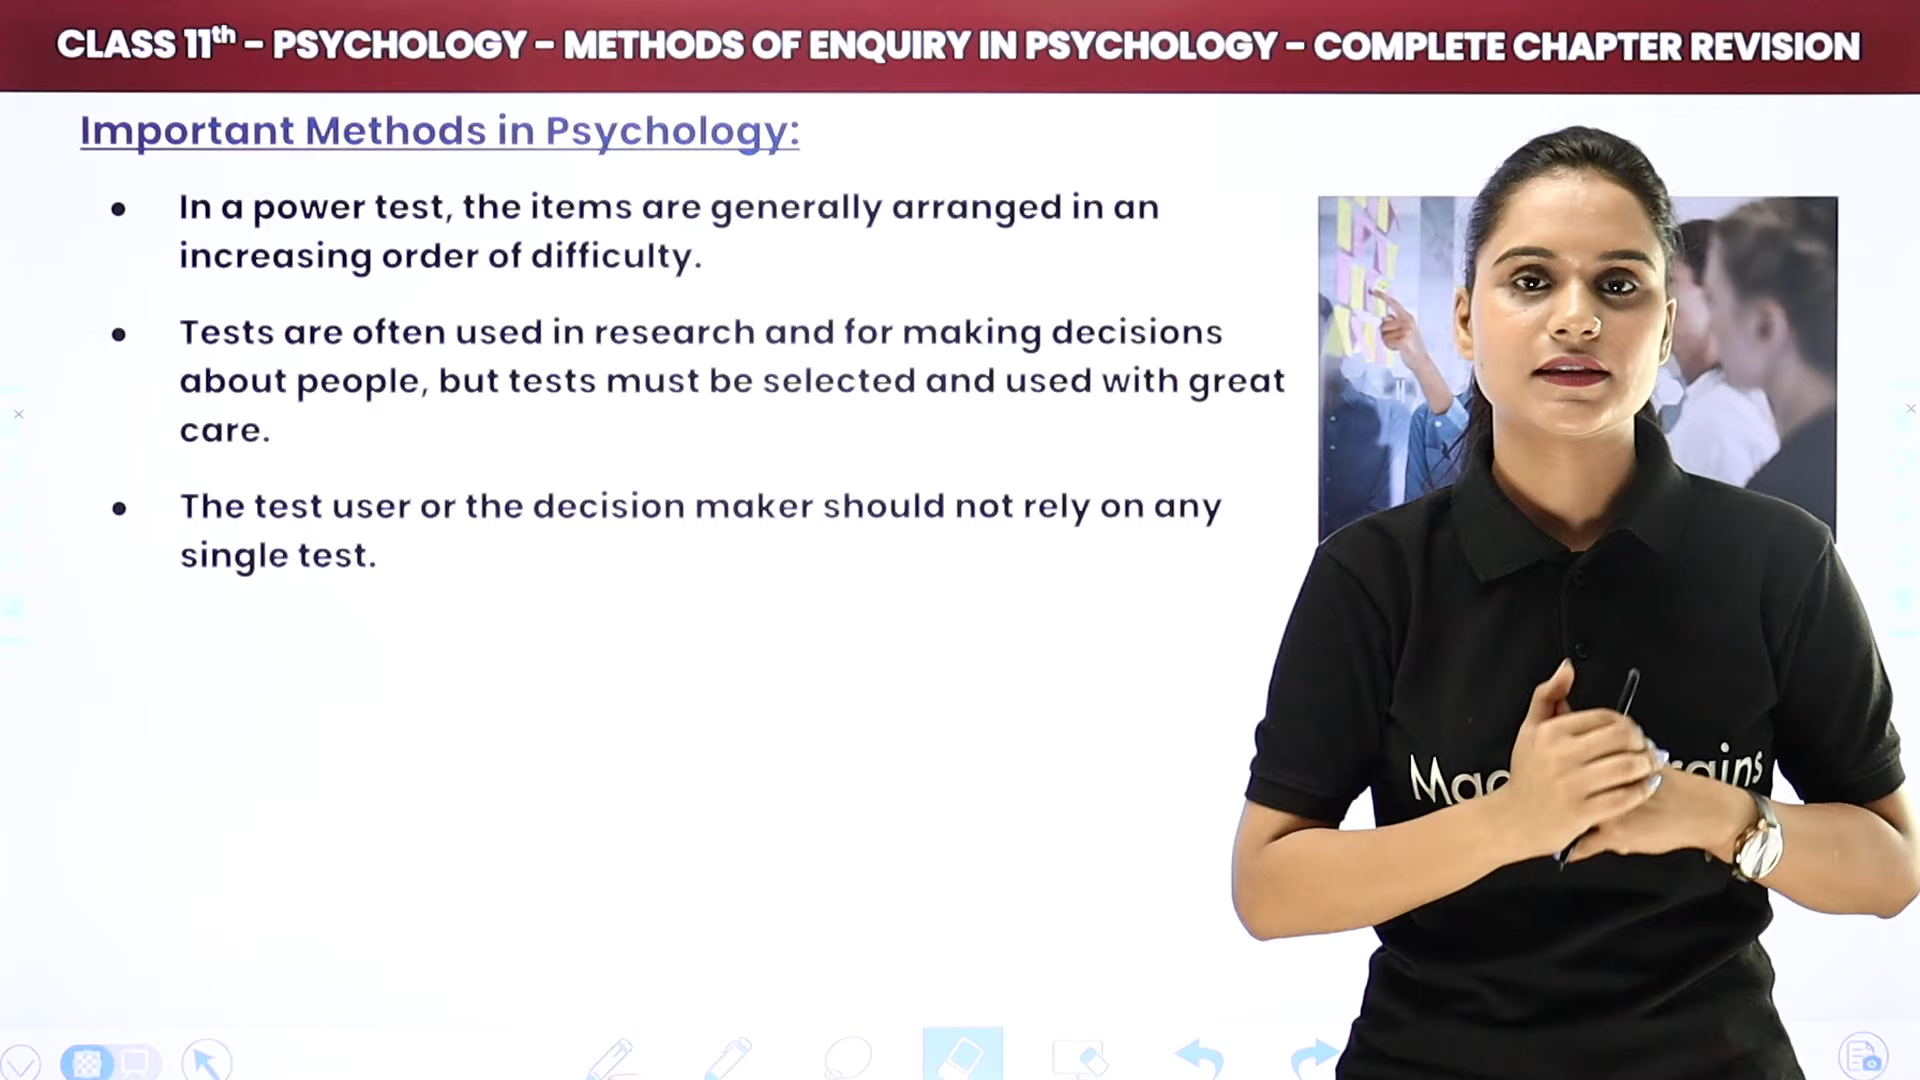 CLASS 11th – PSYCHOLOGY – METHODS OF ENQUIRY IN PSYCHOLOGY – COMPLETE CHAPTER REVISION
Important Methods in Psychology:
• In a power test, the items are generally arranged in an
increasing order of difficulty.
• Tests are often used in research and for making decisions
about people, but tests must be selected and used with great
care.
• The test user or the decision maker should not rely on any
single test.